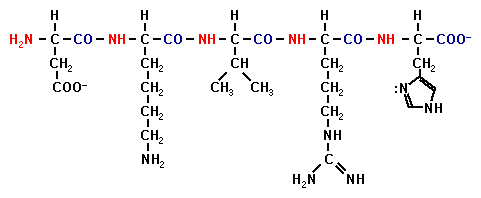 H H H H H
H₂N C CO NH C CO NH C CO NH C CO NH C COO⁻
CH₂ CH₂ CH CH₂ CH₂
COO⁻ CH₂ CH₃ CH₃ CH₂ :N
CH₂ CH₂ NH
CH₂ NH
NH₂ C
H₂N NH